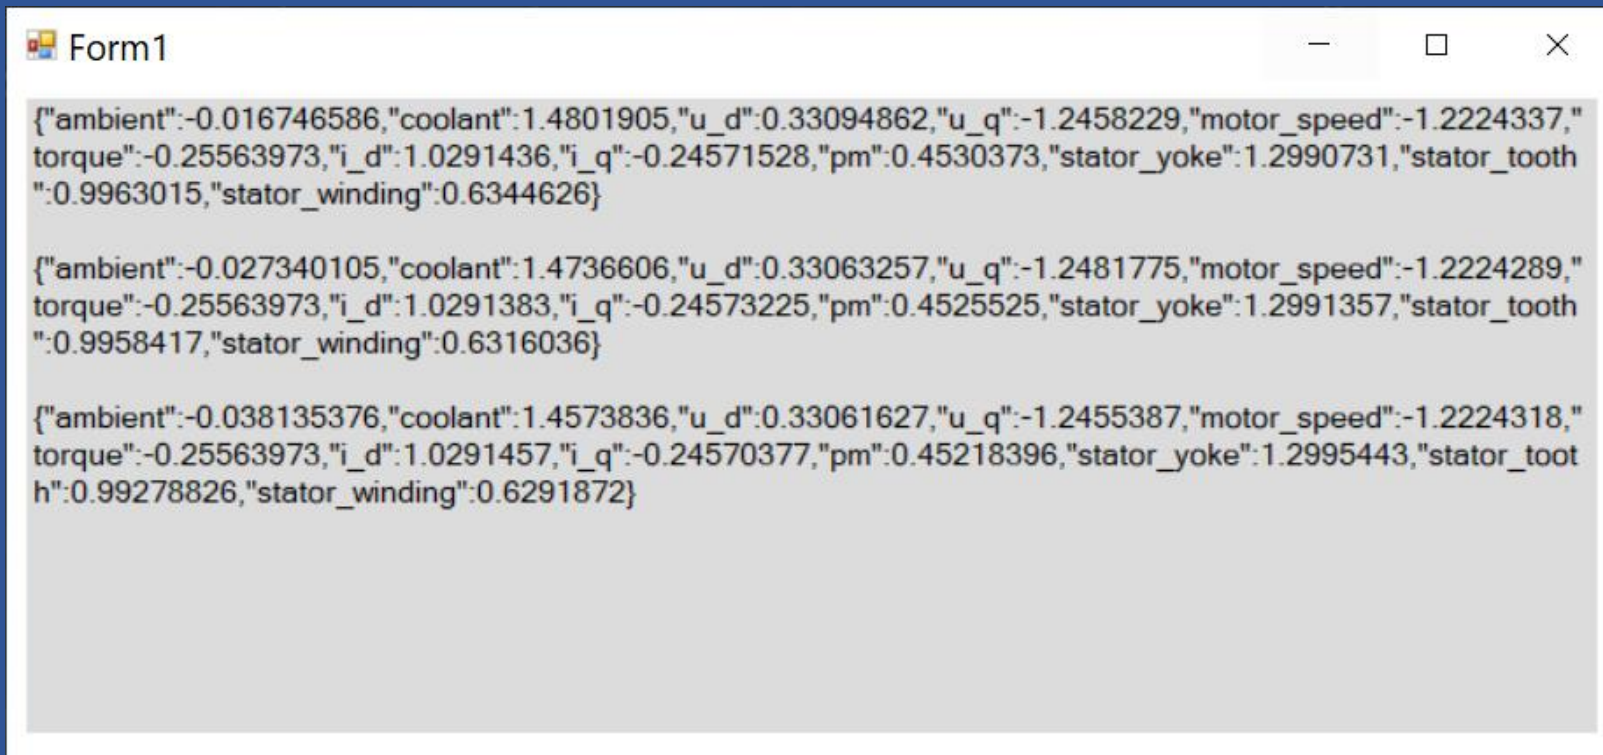 Form1
{"ambient":-0.016746586,"coolant":1.4801905,"u_d":0.33094862,"u_q":-1.2458229,"motor_speed":-1.2224337,"
torque":-0.25563973,"i_d":1.0291436,"i_q":-0.24571528,"pm":0.4530373,"stator_yoke":1.2990731,"stator_tooth
":0.9963015,"stator_winding":0.6344626}
{"ambient":-0.027340105,"coolant":1.4736606,"u_d":0.33063257,"u_q":-1.2481775,"motor_speed":-1.2224289,"
torque":-0.25563973,"i_d":1.0291383,"i_q":-0.24573225,"pm":0.4525525,"stator_yoke":1.2991357,"stator_tooth
":0.9958417,"stator_winding":0.6316036}
{"ambient":-0.038135376,"coolant":1.4573836,"u_d":0.33061627,"u_q":-1.2455387,"motor_speed":-1.2224318,"
torque":-0.25563973,"i_d":1.0291457,"i_q":-0.24570377,"pm":0.45218396,"stator_yoke":1.2995443,"stator_toot
h":0.99278826,"stator_winding":0.6291872}